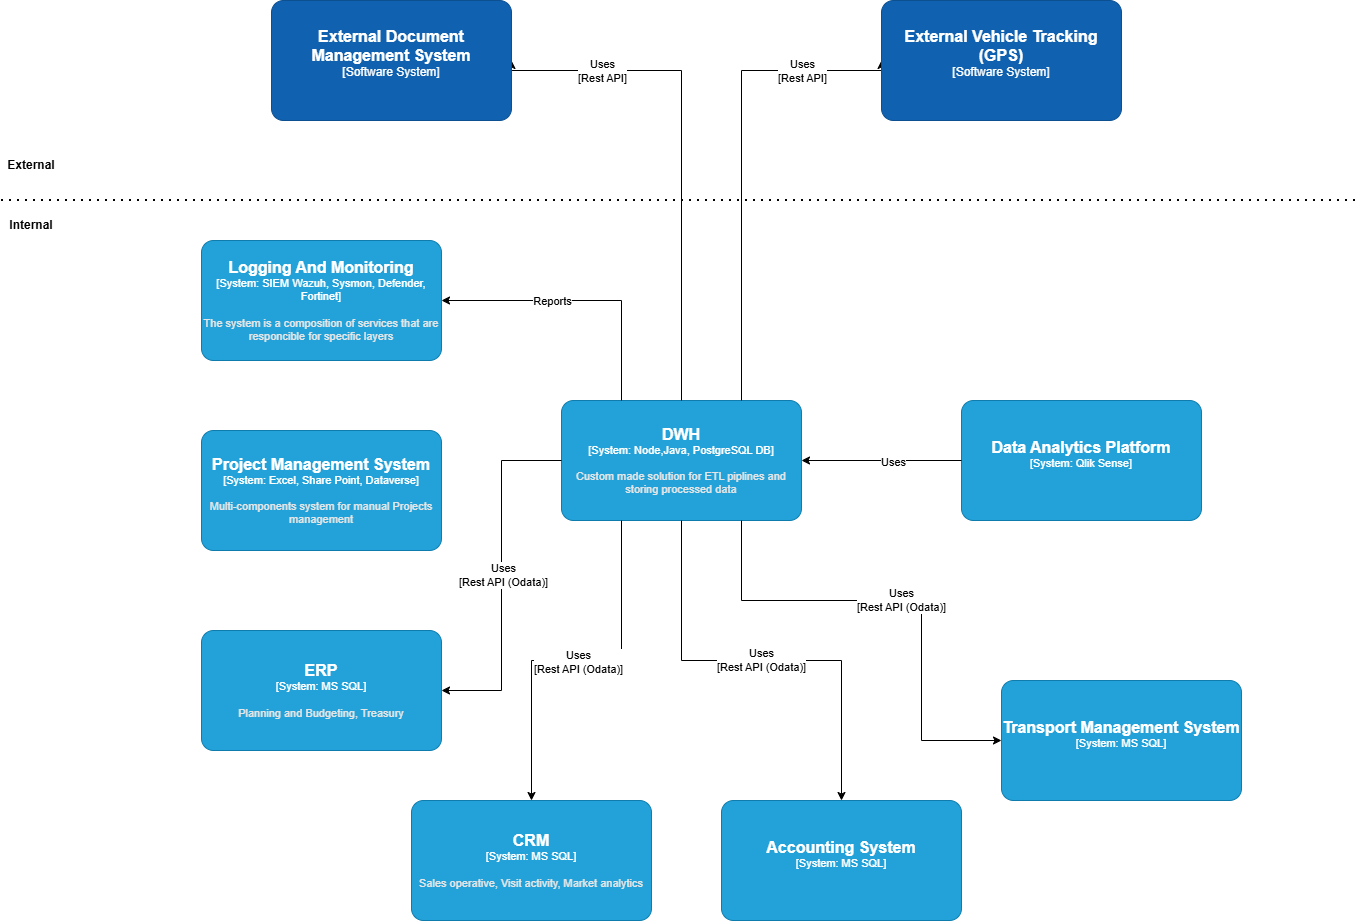 External Document
Management System
[Software System]
External Vehicle Tracking
(GPS)
[Software System]
Uses
[Rest API]
Uses
[Rest API]
External
Internal
Logging And Monitoring
[System: SIEM Wazuh, Sysmon, Defender,
Fortinet]
The system is a composition of services that are
responcible for specific layers
Reports
DWH
[System: Node,Java, PostgreSQL DB]
Custom made solution for ETL piplines and
storing processed data
Uses
Data Analytics Platform
[System: Qlik Sense]
Project Management System
[System: Excel, Share Point, Dataverse]
Multi-components system for manual Projects
management
Uses
[Rest API (Odata)]
Uses
[Rest API (Odata)]
Uses
[Rest API (Odata)]
Uses
[Rest API (Odata)]
ERP
[System: MS SQL]
Planning and Budgeting, Treasury
Transport Management System
[System: MS SQL]
CRM
[System: MS SQL]
Sales operative, Visit activity, Market analytics
Accounting System
[System: MS SQL]